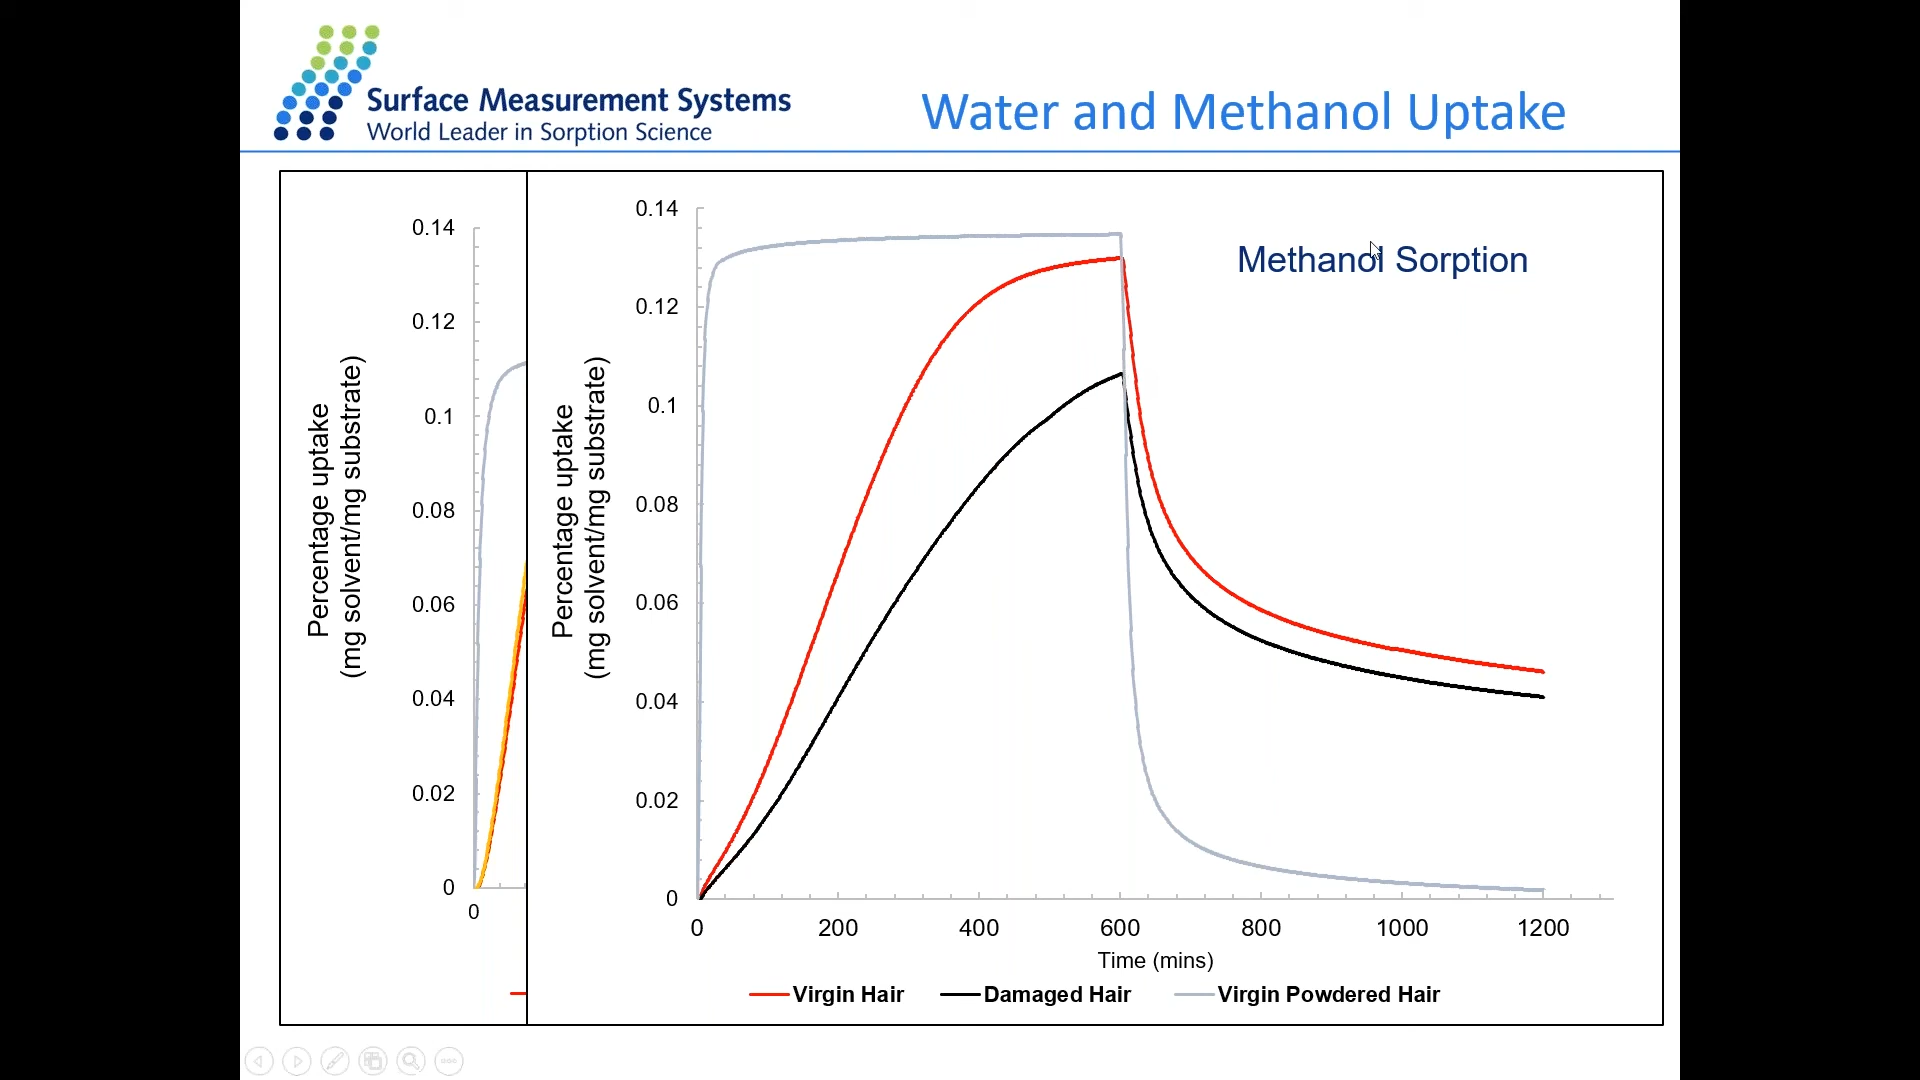 Surface Measurement Systems
World Leader in Sorption Science
Water and Methanol Uptake
0.14
0.12
0.1
0.08
0.06
0.04
0.02
0
0
Percentage uptake
(mg solvent/mg substrate)
Methanol Sorption
Percentage uptake
(mg solvent/mg substrate)
0.14
0.12
0.1
0.08
0.06
0.04
0.02
0
0 200 400 600 800 1000 1200
Time (mins)
Virgin Hair Damaged Hair Virgin Powdered Hair